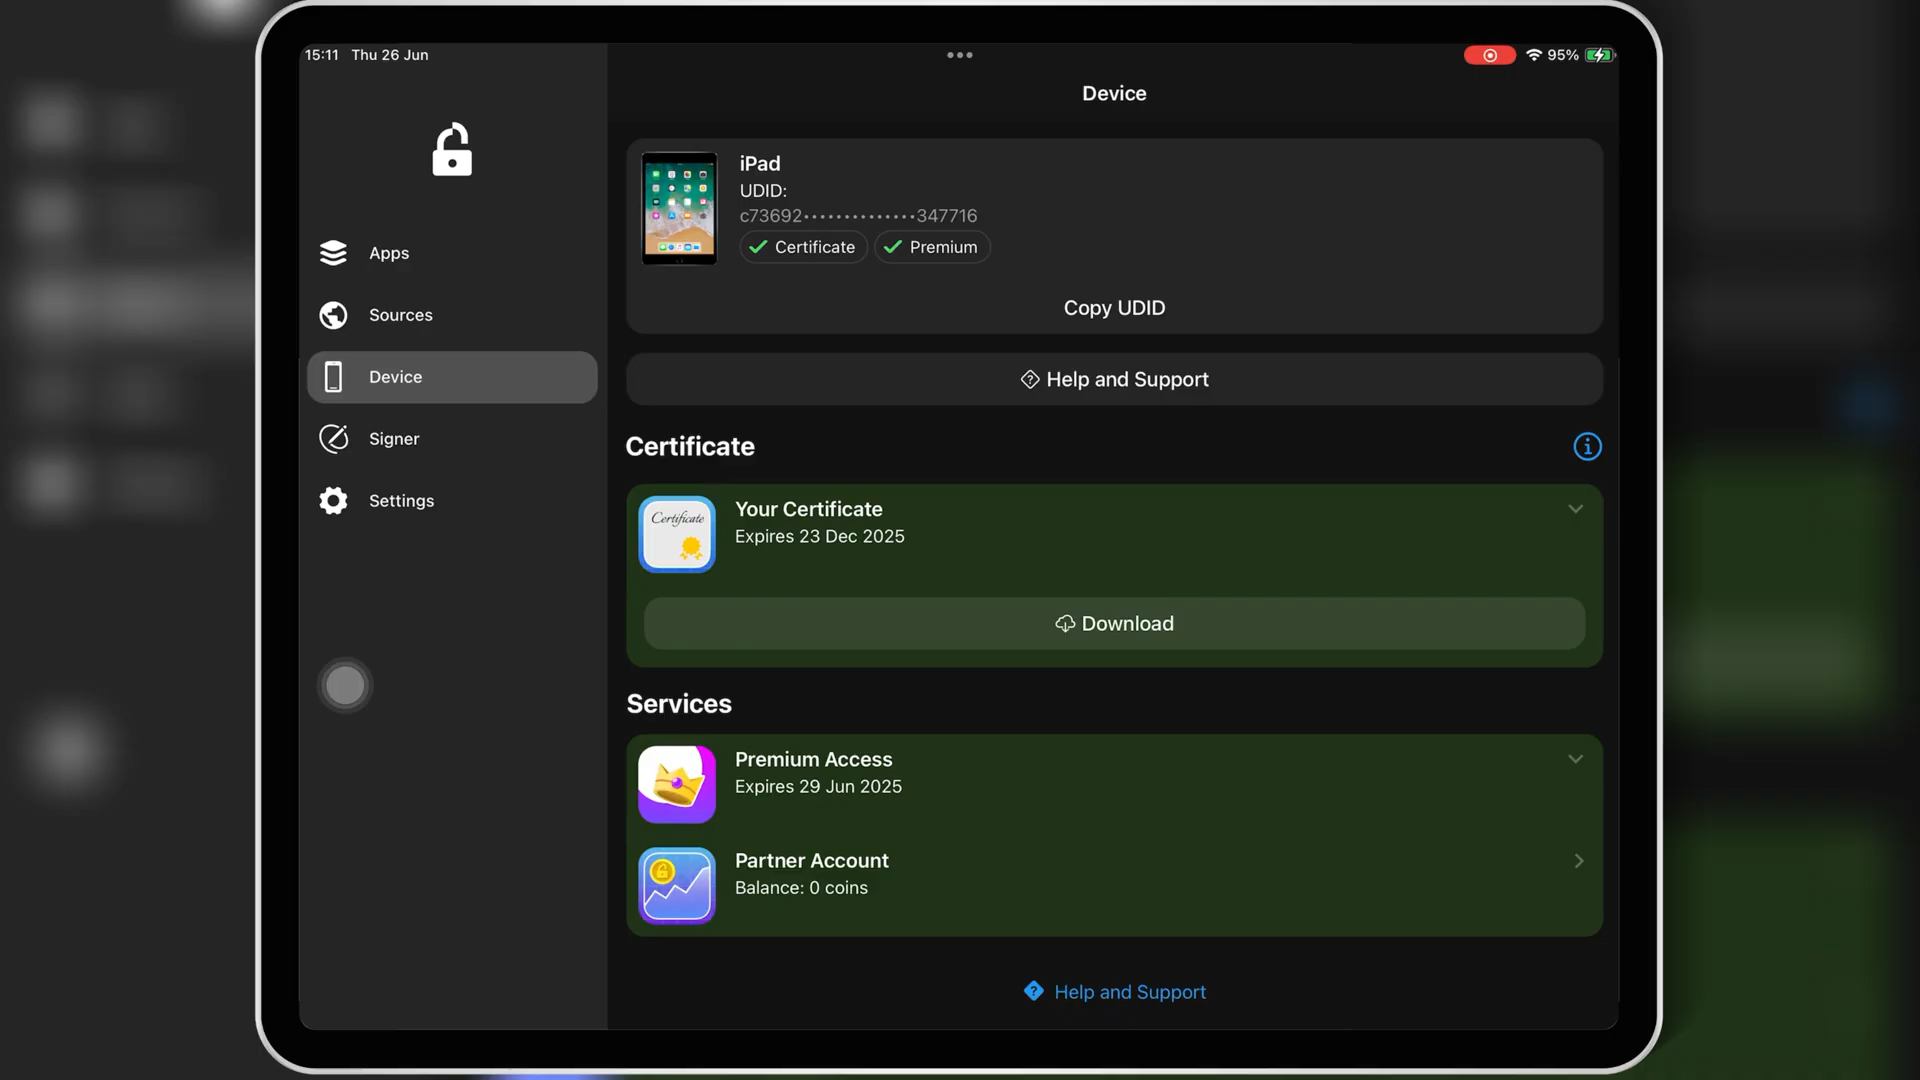 15:11 Thu 26 Jun
95%
Apps
Sources
Device
Signer
Settings
Device
iPad
UDID:
c73692••••••••••••••347716
Certificate
Premium
Copy UDID
Help and Support
Certificate
Certificate
Your Certificate
Expires 23 Dec 2025
Download
Services
Premium Access
Expires 29 Jun 2025
Partner Account
Balance: 0 coins
Help and Support